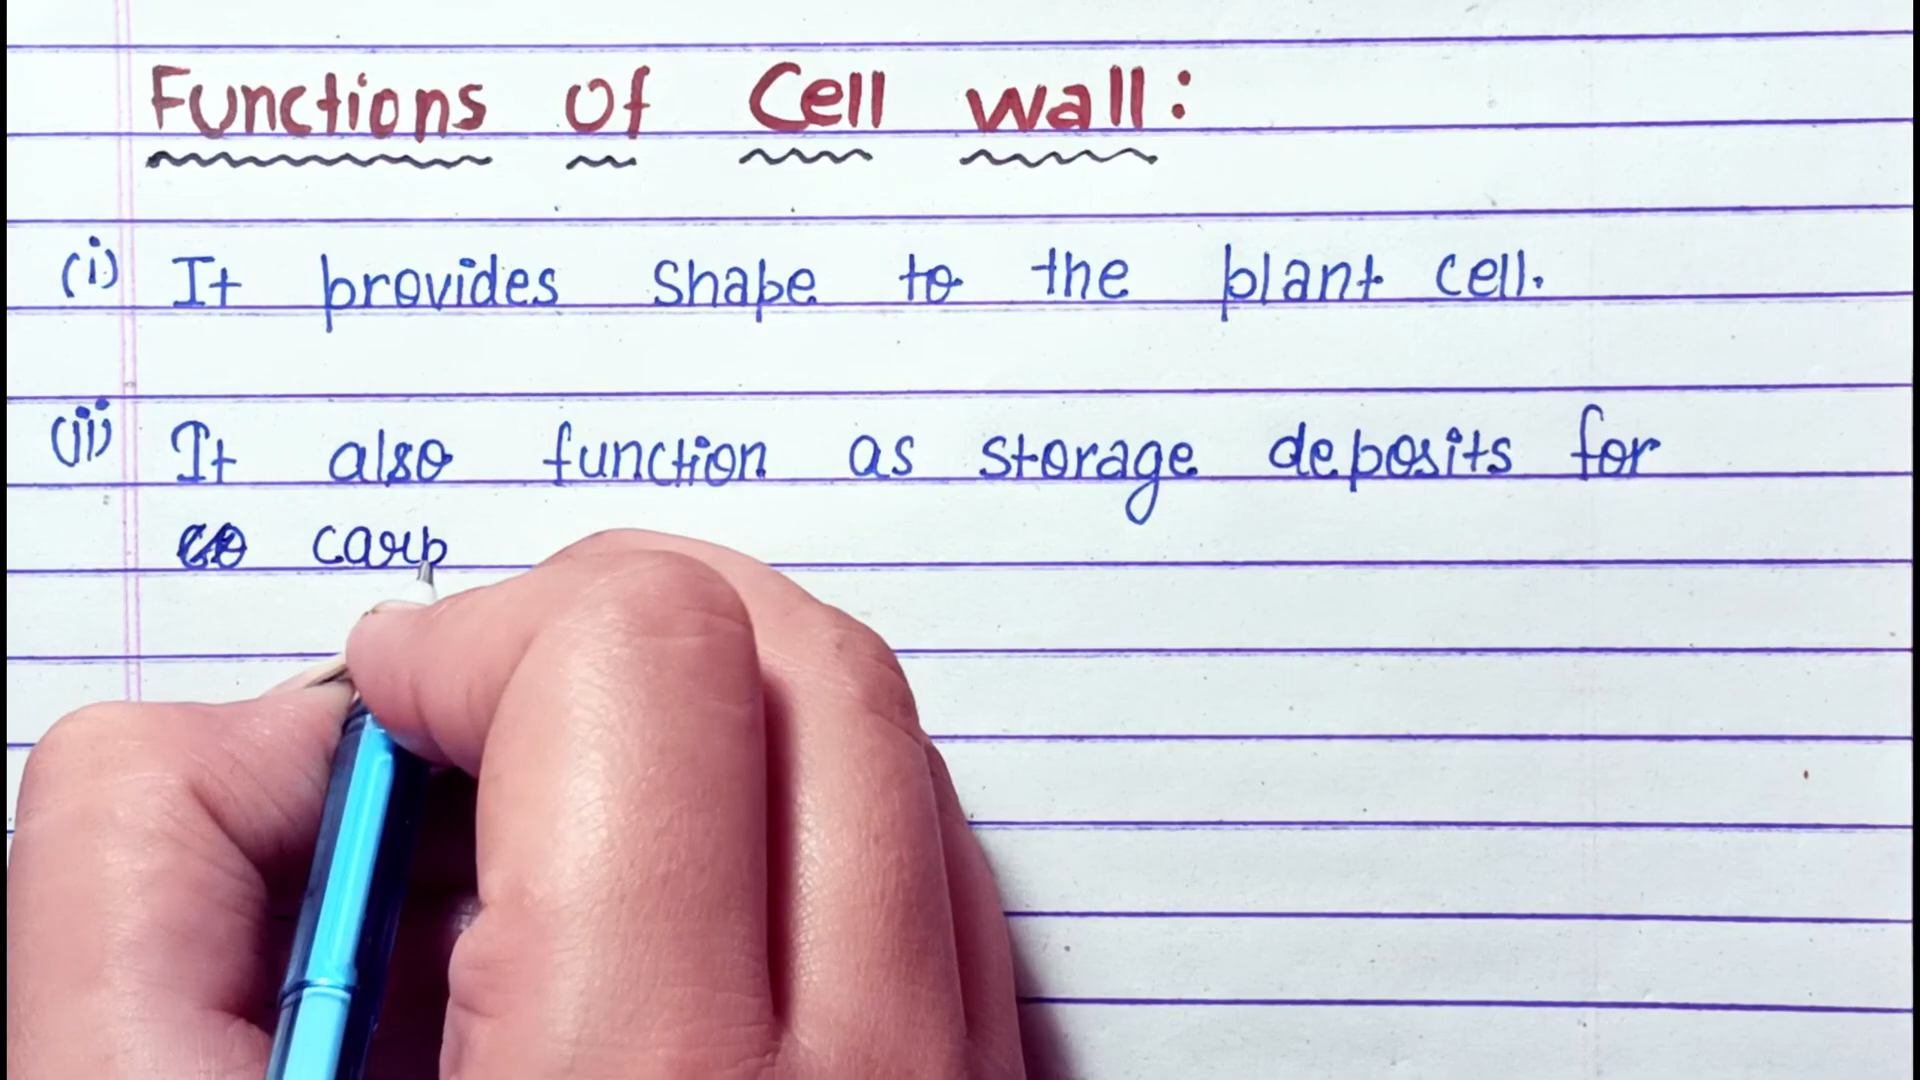 Functions Of Cell wall:
(i) It provides shape to the plant cell.
(ii) It also function as storage deposits for
carb